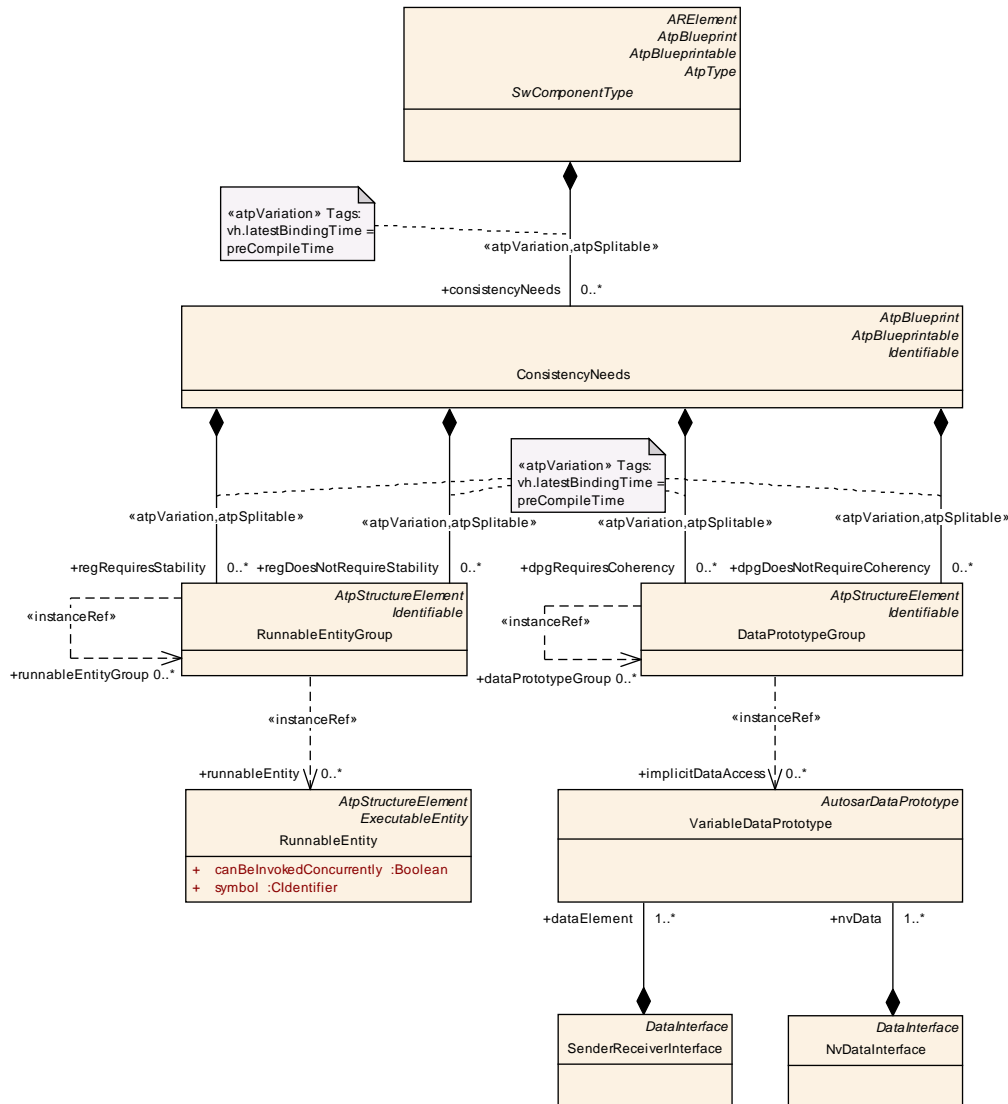 ARElement
AtpBlueprint
AtpBlueprintable
AtpType
SwComponentType
«atpVariation» Tags:
vh.latestBindingTime =
preCompileTime
«atpVariation,atpSplitable»
+consistencyNeeds 0..*
AtpBlueprint
AtpBlueprintable
Identifiable
ConsistencyNeeds
«atpVariation» Tags:
vh.latestBindingTime =
preCompileTime
«atpVariation,atpSplitable» «atpVariation,atpSplitable» «atpVariation,atpSplitable» «atpVariation,atpSplitable»
+regRequiresStability 0..* +regDoesNotRequireStability 0..* +dpgRequiresCoherency 0..* +dpgDoesNotRequireCoherency 0..*
AtpStructureElement
Identifiable
RunnableEntityGroup
«instanceRef»
+runnableEntityGroup 0..*
AtpStructureElement
Identifiable
DataPrototypeGroup
«instanceRef»
+dataPrototypeGroup 0..*
«instanceRef» «instanceRef»
+runnableEntity 0..* +implicitDataAccess 0..*
AtpStructureElement
ExecutableEntity
RunnableEntity
+ canBeInvokedConcurrently :Boolean
+ symbol :CIdentifier
AutosarDataPrototype
VariableDataPrototype
+dataElement 1..* +nvData 1..*
DataInterface
SenderReceiverInterface
DataInterface
NvDataInterface